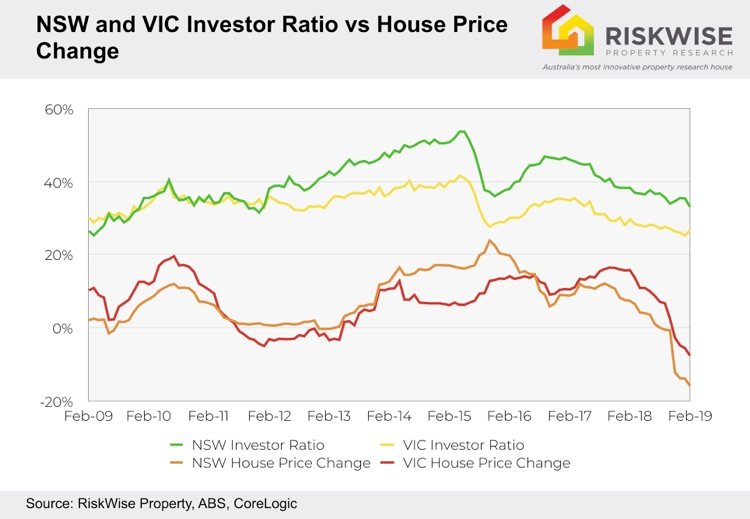 NSW and VIC Investor Ratio vs House Price
Change
RISKWISE
PROPERTY RESEARCH
Australia's most innovative property research house
60%
40%
20%
0%
-20%
Feb-09 Feb-10 Feb-11 Feb-12 Feb-13 Feb-14 Feb-15 Feb-16 Feb-17 Feb-18 Feb-19
NSW Investor Ratio VIC Investor Ratio
NSW House Price Change VIC House Price Change
Source: RiskWise Property, ABS, CoreLogic